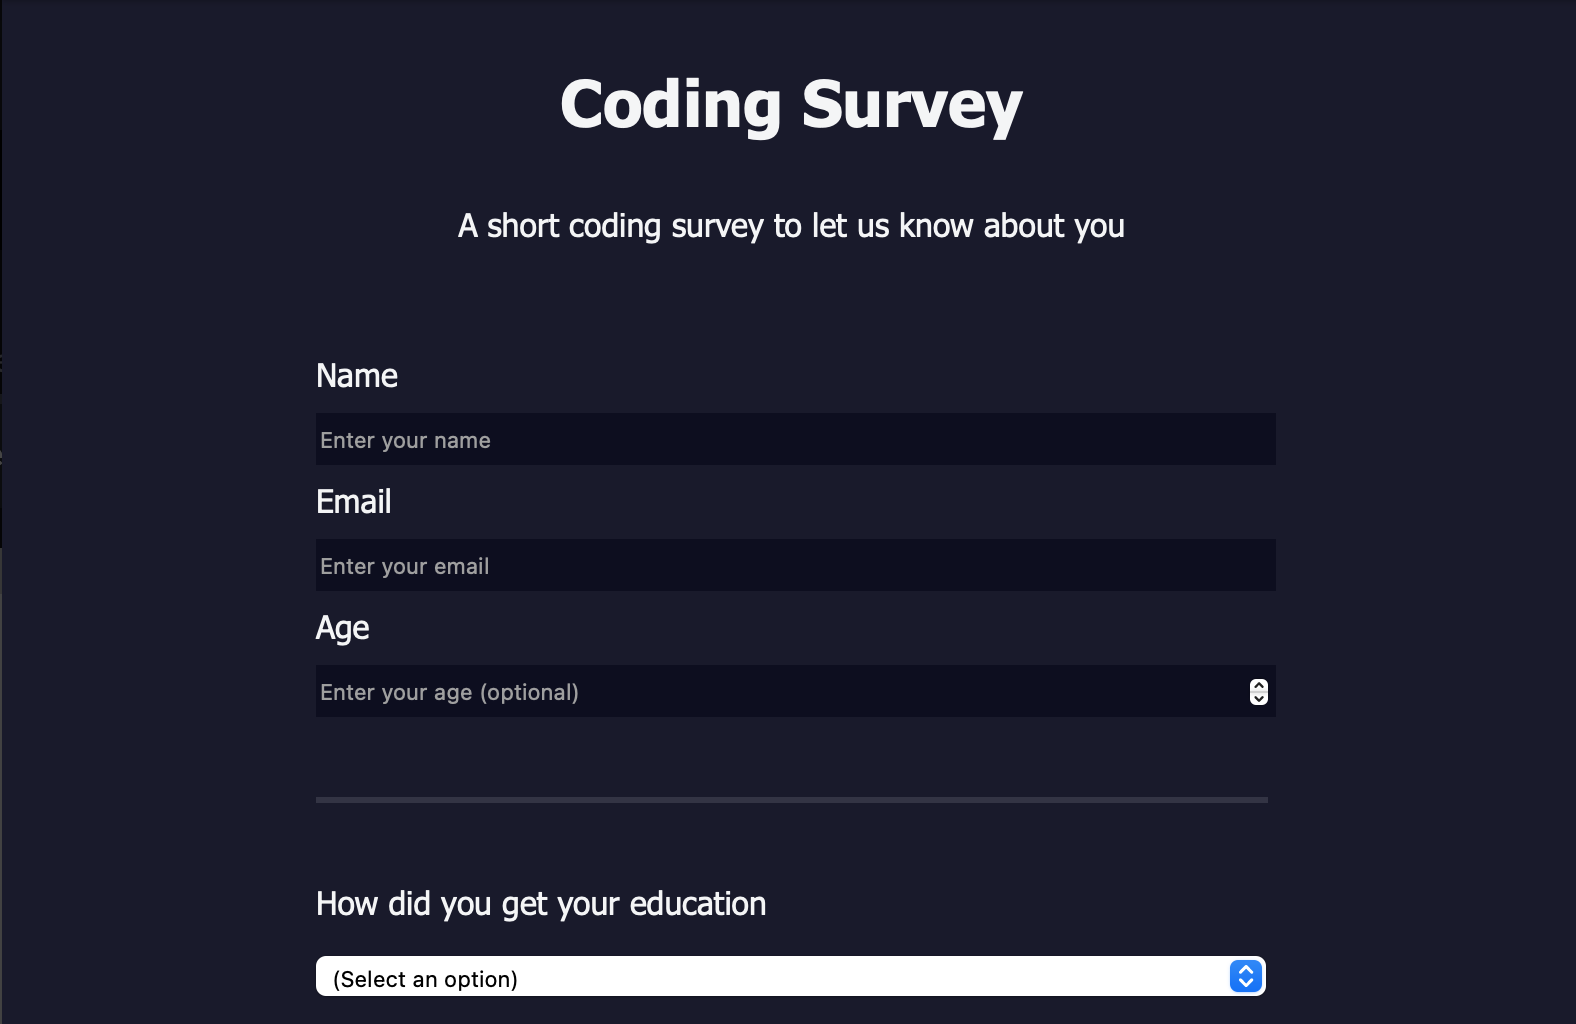 Coding Survey
A short coding survey to let us know about you
Name
Enter your name
Email
Enter your email
Age
Enter your age (optional)
How did you get your education
(Select an option)